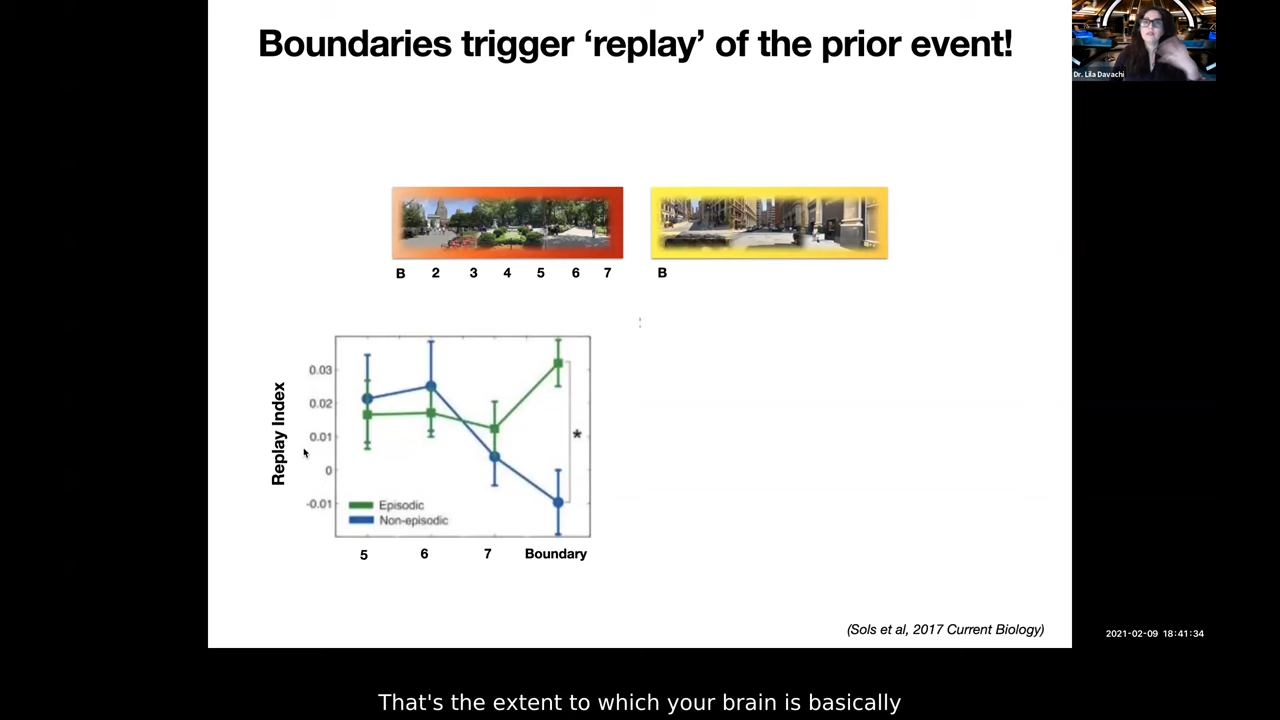 Boundaries trigger ‘replay’ of the prior event!
Dr. Lila Davachi
B 2 3 4 5 6 7
B
Replay Index
0.03
0.02
0.01
0
-0.01
*
Episodic
Non-episodic
5 6 7 Boundary
(Sols et al, 2017 Current Biology)
2021-02-09 18:41:34
That's the extent to which your brain is basically